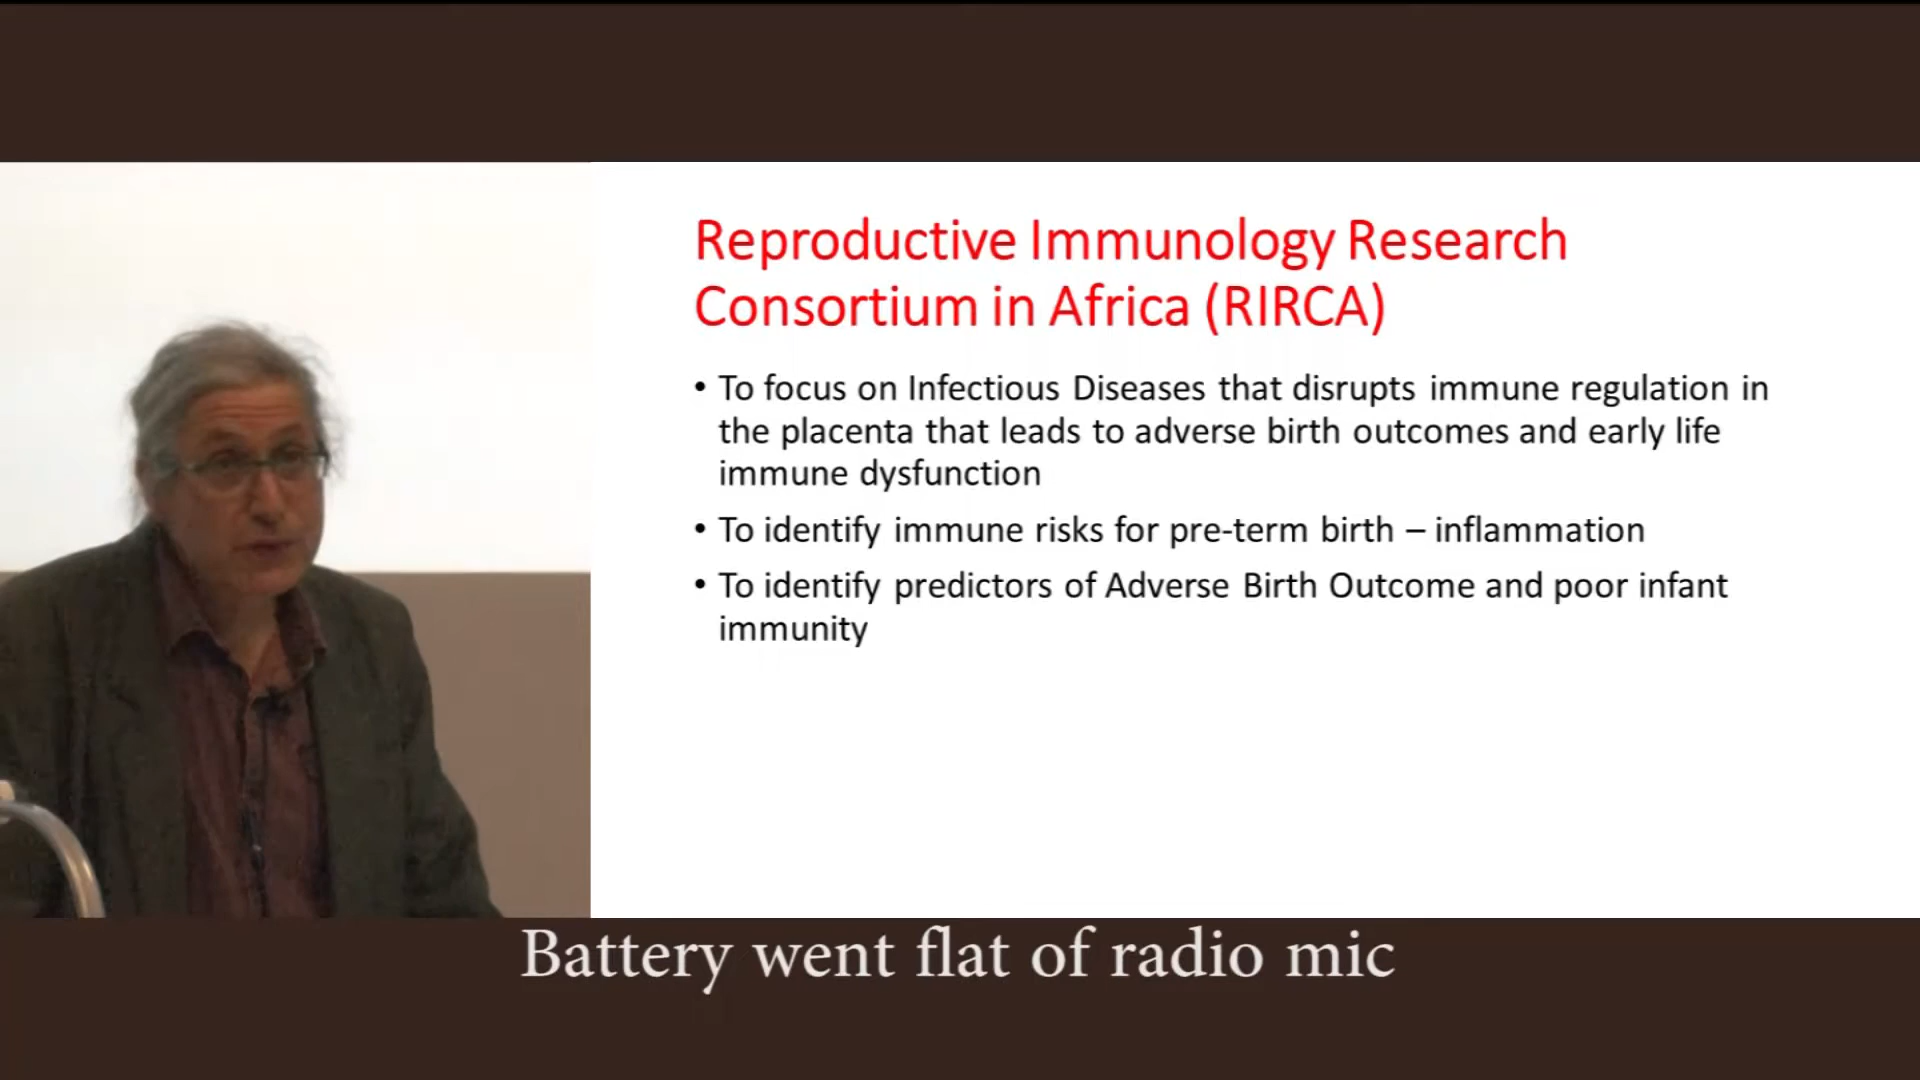 Reproductive Immunology Research
Consortium in Africa (RIRCA)
• To focus on Infectious Diseases that disrupts immune regulation in
the placenta that leads to adverse birth outcomes and early life
immune dysfunction
• To identify immune risks for pre-term birth – inflammation
• To identify predictors of Adverse Birth Outcome and poor infant
immunity
Battery went flat of radio mic